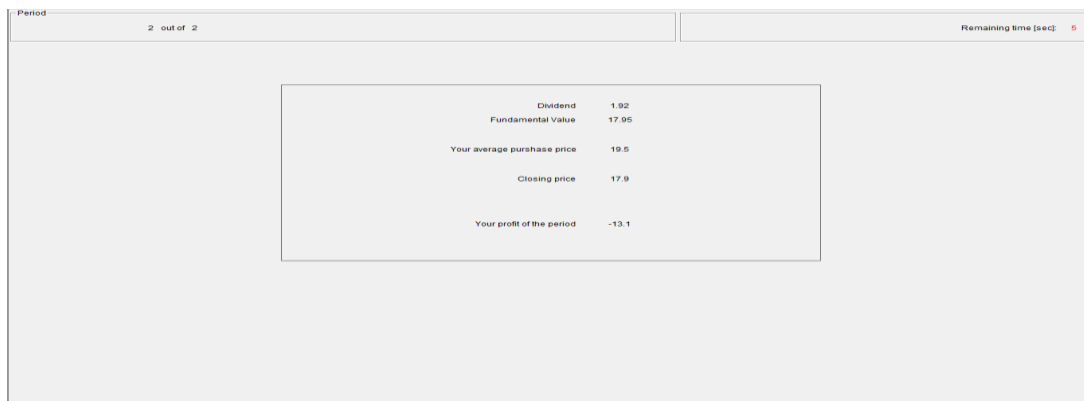 Period
2 out of 2
Remaining time [sec]: 5
Dividend 1.92
Fundamental Value 17.95
Your average purshase price 19.5
Closing price 17.9
Your profit of the period -13.1